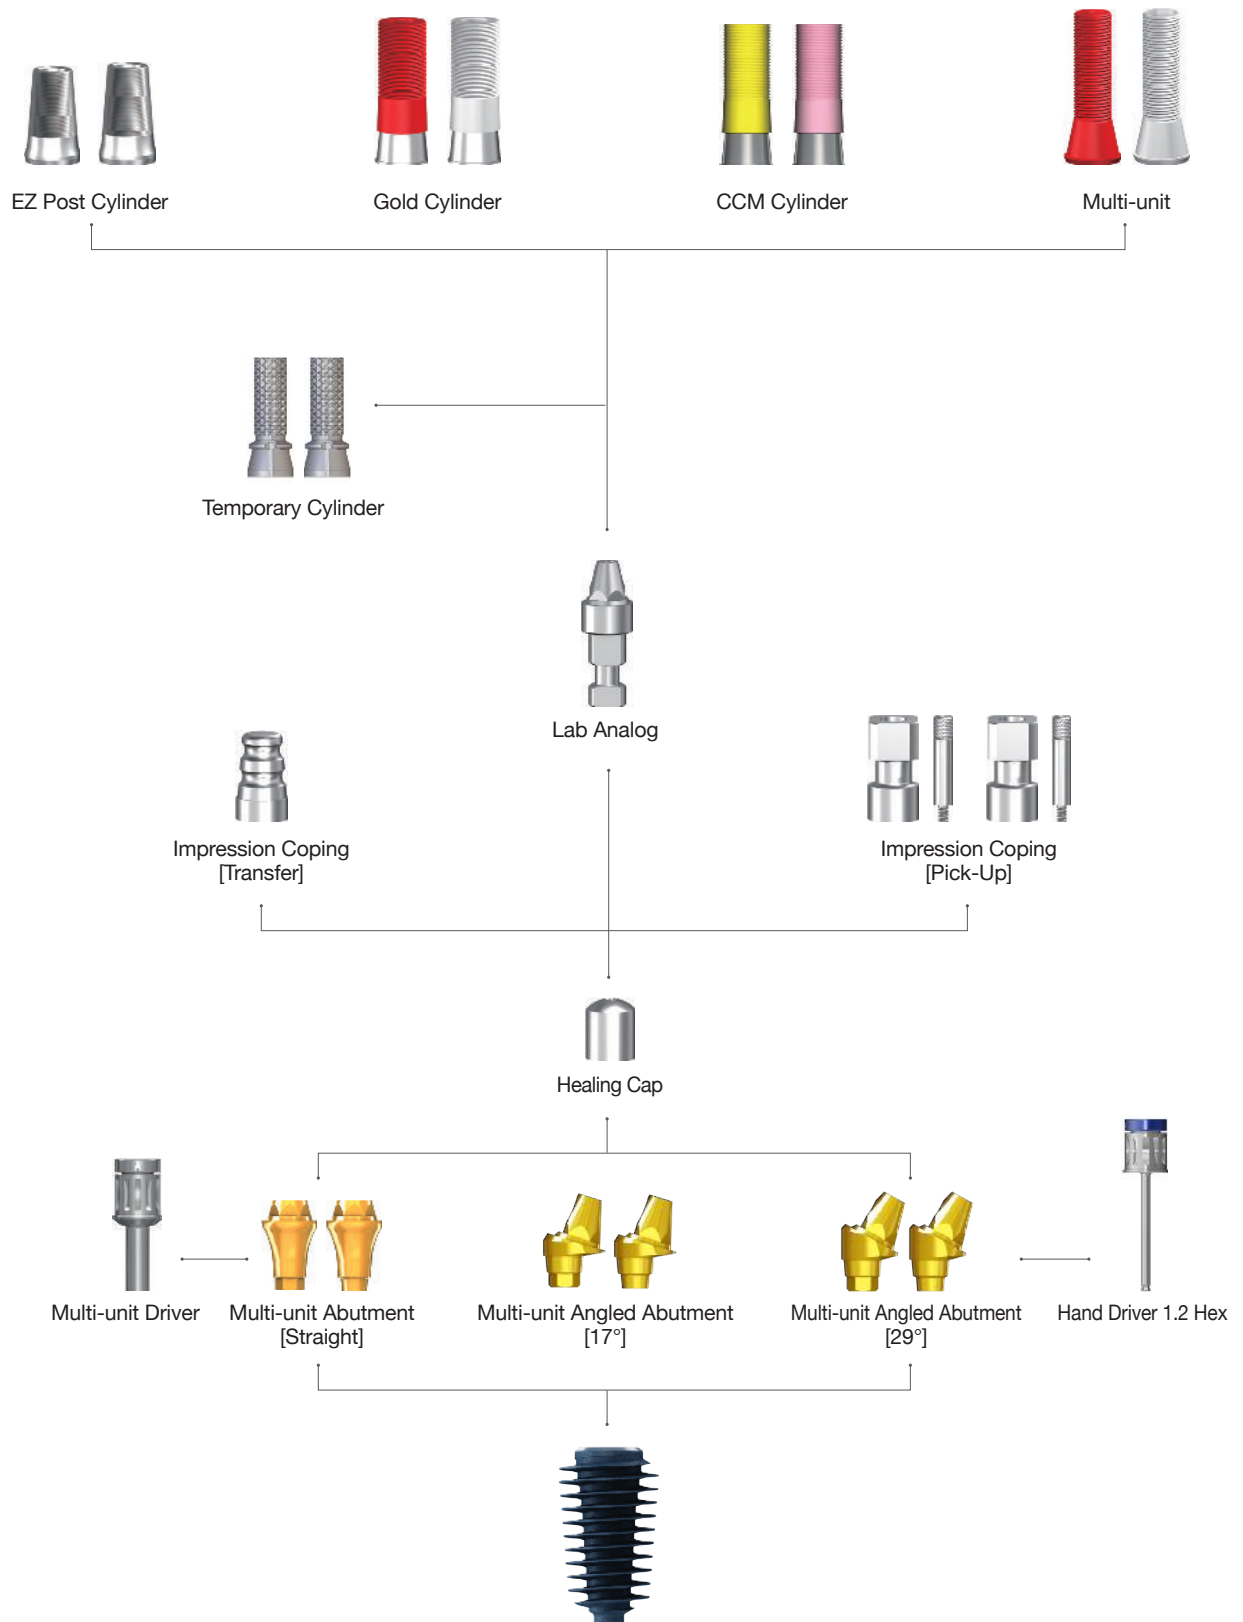 EZ Post Cylinder
Gold Cylinder
CCM Cylinder
Multi-unit
Temporary Cylinder
Lab Analog
Impression Coping
[Transfer]
Impression Coping
[Pick-Up]
Healing Cap
Multi-unit Driver
Multi-unit Abutment
[Straight]
Multi-unit Angled Abutment
[17°]
Multi-unit Angled Abutment
[29°]
Hand Driver 1.2 Hex